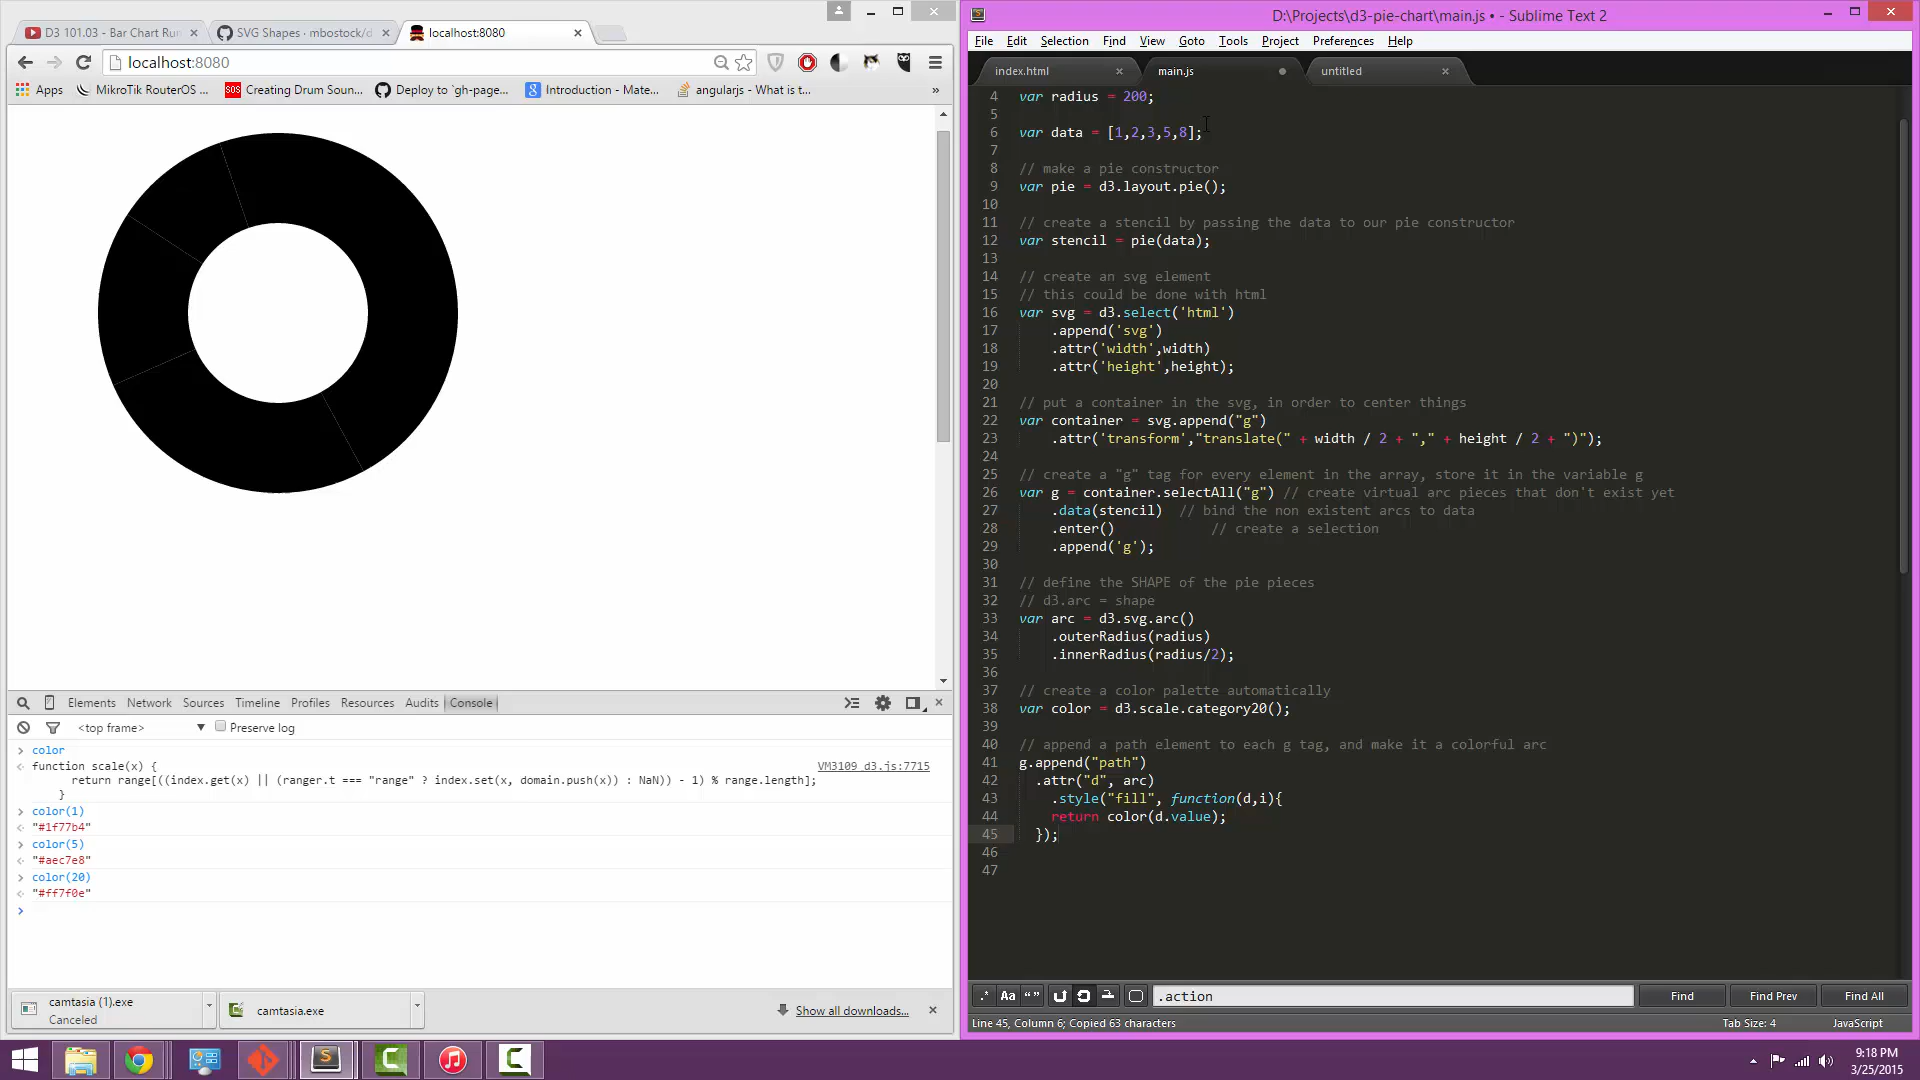 D3 101.03 - Bar Chart Run
SVG Shapes · mbostock/d
localhost:8080
localhost:8080
Apps
MikroTik RouterOS ...
SOS
Creating Drum Soun...
Deploy to `gh-page...
Introduction - Mate...
angularjs - What is t...
»
Elements Network Sources Timeline Profiles Resources Audits Console
<top frame>
Preserve log
color
function scale(x) {
VM3109 d3.js:7715
return range[((index.get(x) || (ranger.t === "range" ? index.set(x, domain.push(x)) : NaN)) - 1) % range.length];
}
color(1)
"#1f77b4"
color(5)
"#aec7e8"
color(20)
"#ff7f0e"
camtasia (1).exe
Canceled
camtasia.exe
Show all downloads...
D:\Projects\d3-pie-chart\main.js • - Sublime Text 2
File Edit Selection Find View Goto Tools Project Preferences Help
index.html
main.js
untitled
4 var radius = 200;
5
6 var data = [1,2,3,5,8];
7
8 // make a pie constructor
9 var pie = d3.layout.pie();
10
11 // create a stencil by passing the data to our pie constructor
12 var stencil = pie(data);
13
14 // create an svg element
15 // this could be done with html
16 var svg = d3.select('html')
17 .append('svg')
18 .attr('width',width)
19 .attr('height',height);
20
21 // put a container in the svg, in order to center things
22 var container = svg.append("g")
23 .attr('transform',"translate(" + width / 2 + "," + height / 2 + ")");
24
25 // create a "g" tag for every element in the array, store it in the variable g
26 var g = container.selectAll("g") // create virtual arc pieces that don't exist yet
27 .data(stencil) // bind the non existent arcs to data
28 .enter() // create a selection
29 .append('g');
30
31 // define the SHAPE of the pie pieces
32 // d3.arc = shape
33 var arc = d3.svg.arc()
34 .outerRadius(radius)
35 .innerRadius(radius/2);
36
37 // create a color palette automatically
38 var color = d3.scale.category20();
39
40 // append a path element to each g tag, and make it a colorful arc
41 g.append("path")
42 .attr("d", arc)
43 .style("fill", function(d,i){
44 return color(d.value);
45 });
46
47
.* Aa “ ”
.action
Find
Find Prev
Find All
Line 45, Column 6; Copied 63 characters
Tab Size: 4
JavaScript
9:18 PM
3/25/2015